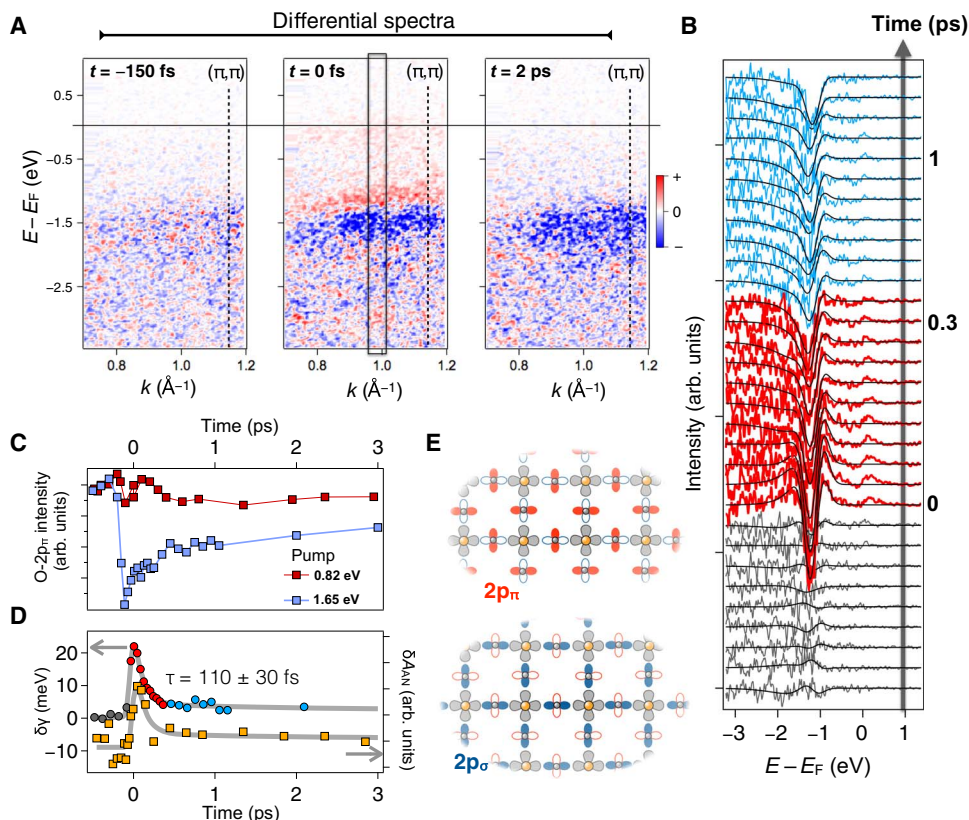 Differential spectra
A
t = −150 fs
(π,π)
t = 0 fs
(π,π)
t = 2 ps
(π,π)
0.5
−0.5
−1.5
−2.5
E − EF (eV)
+
0
−
0.8
1.0
1.2
0.8
1.0
1.2
0.8
1.0
1.2
k (Å−1)
k (Å−1)
k (Å−1)
B
Time (ps)
1
0.3
0
Intensity (arb. units)
−3
−2
−1
0
1
E − EF (eV)
C
Time (ps)
0
1
2
3
O-2pπ intensity
(arb. units)
Pump
0.82 eV
1.65 eV
D
20
10
0
−10
δγ (meV)
τ = 110 ± 30 fs
δAAN (arb. units)
0
1
2
3
Time (ps)
E
2pπ
2pσ